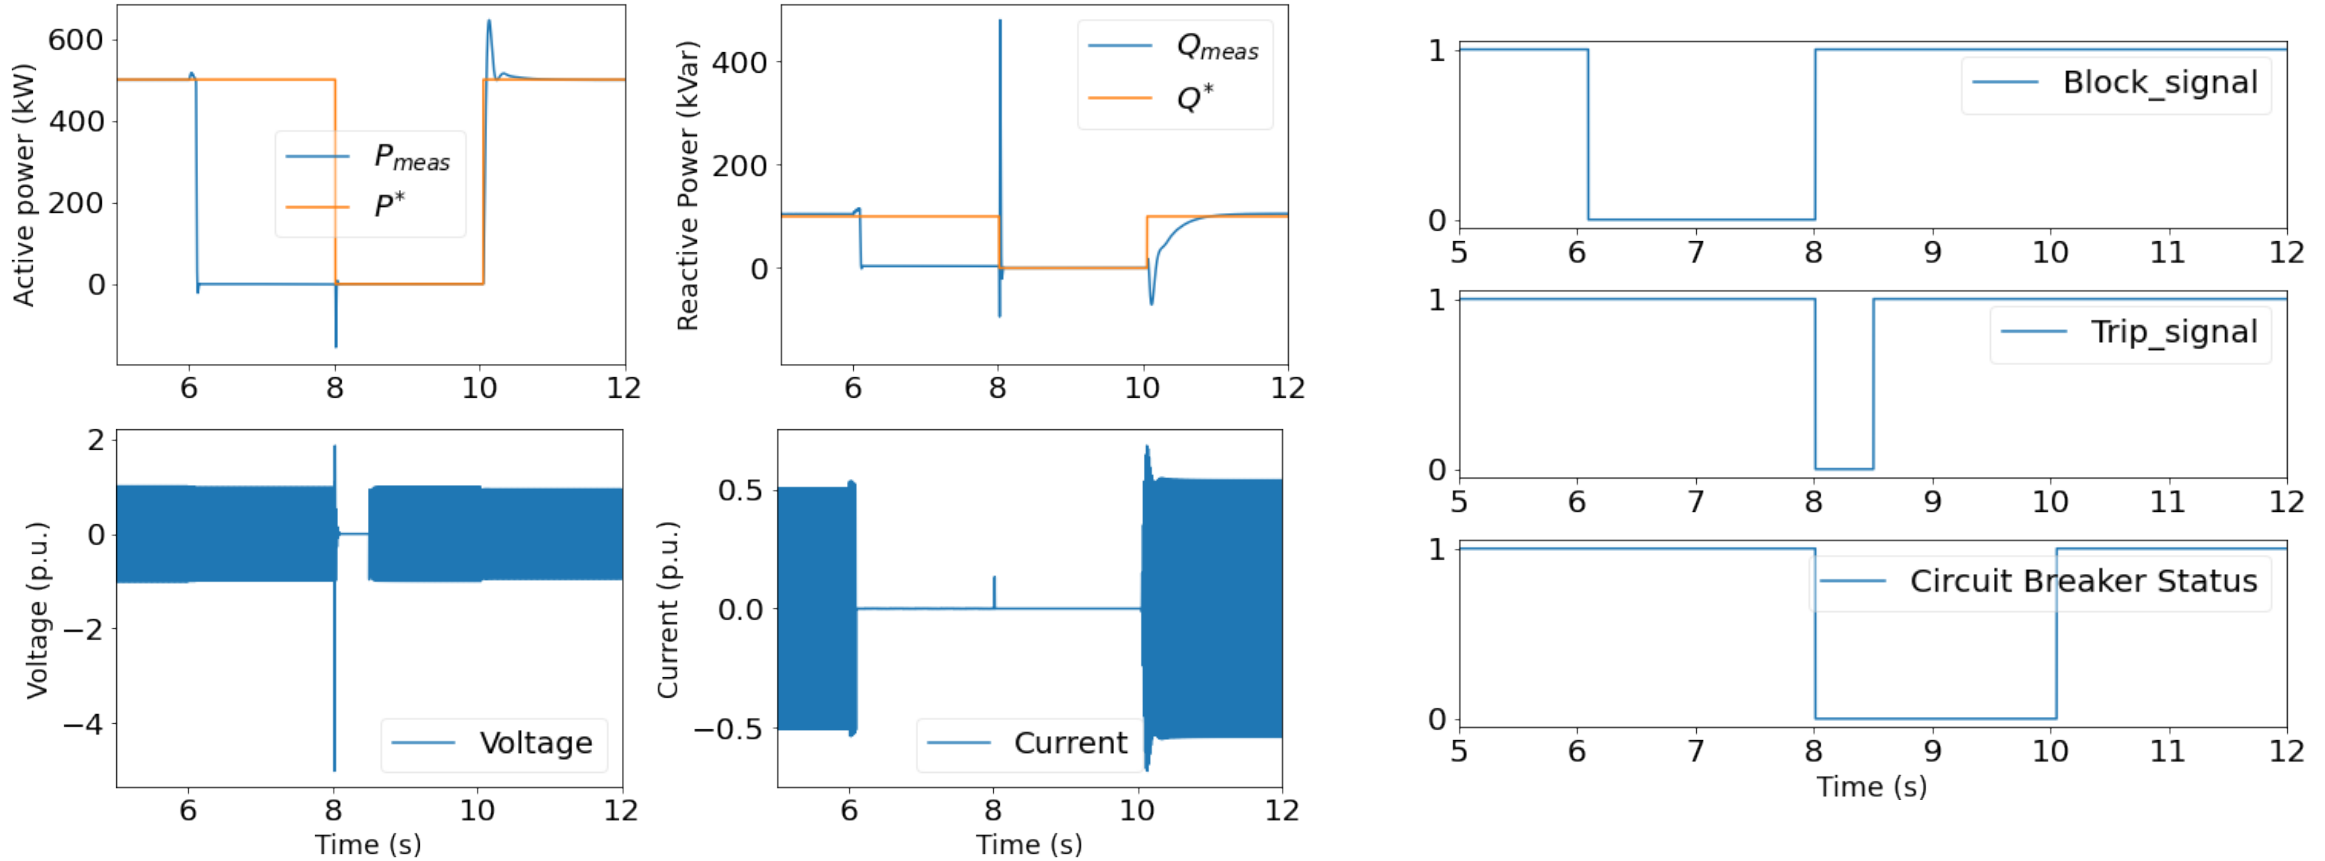 Active power (kW)
600
400
200
0
P_meas
P*
6 8 10 12
Reactive Power (kVar)
400
200
0
Q_meas
Q*
6 8 10 12
Voltage (p.u.)
2
0
−2
−4
Voltage
6 8 10 12
Time (s)
Current (p.u.)
0.5
0.0
−0.5
Current
6 8 10 12
Time (s)
1
0
Block_signal
5 6 7 8 9 10 11 12
1
0
Trip_signal
5 6 7 8 9 10 11 12
1
0
Circuit Breaker Status
5 6 7 8 9 10 11 12
Time (s)